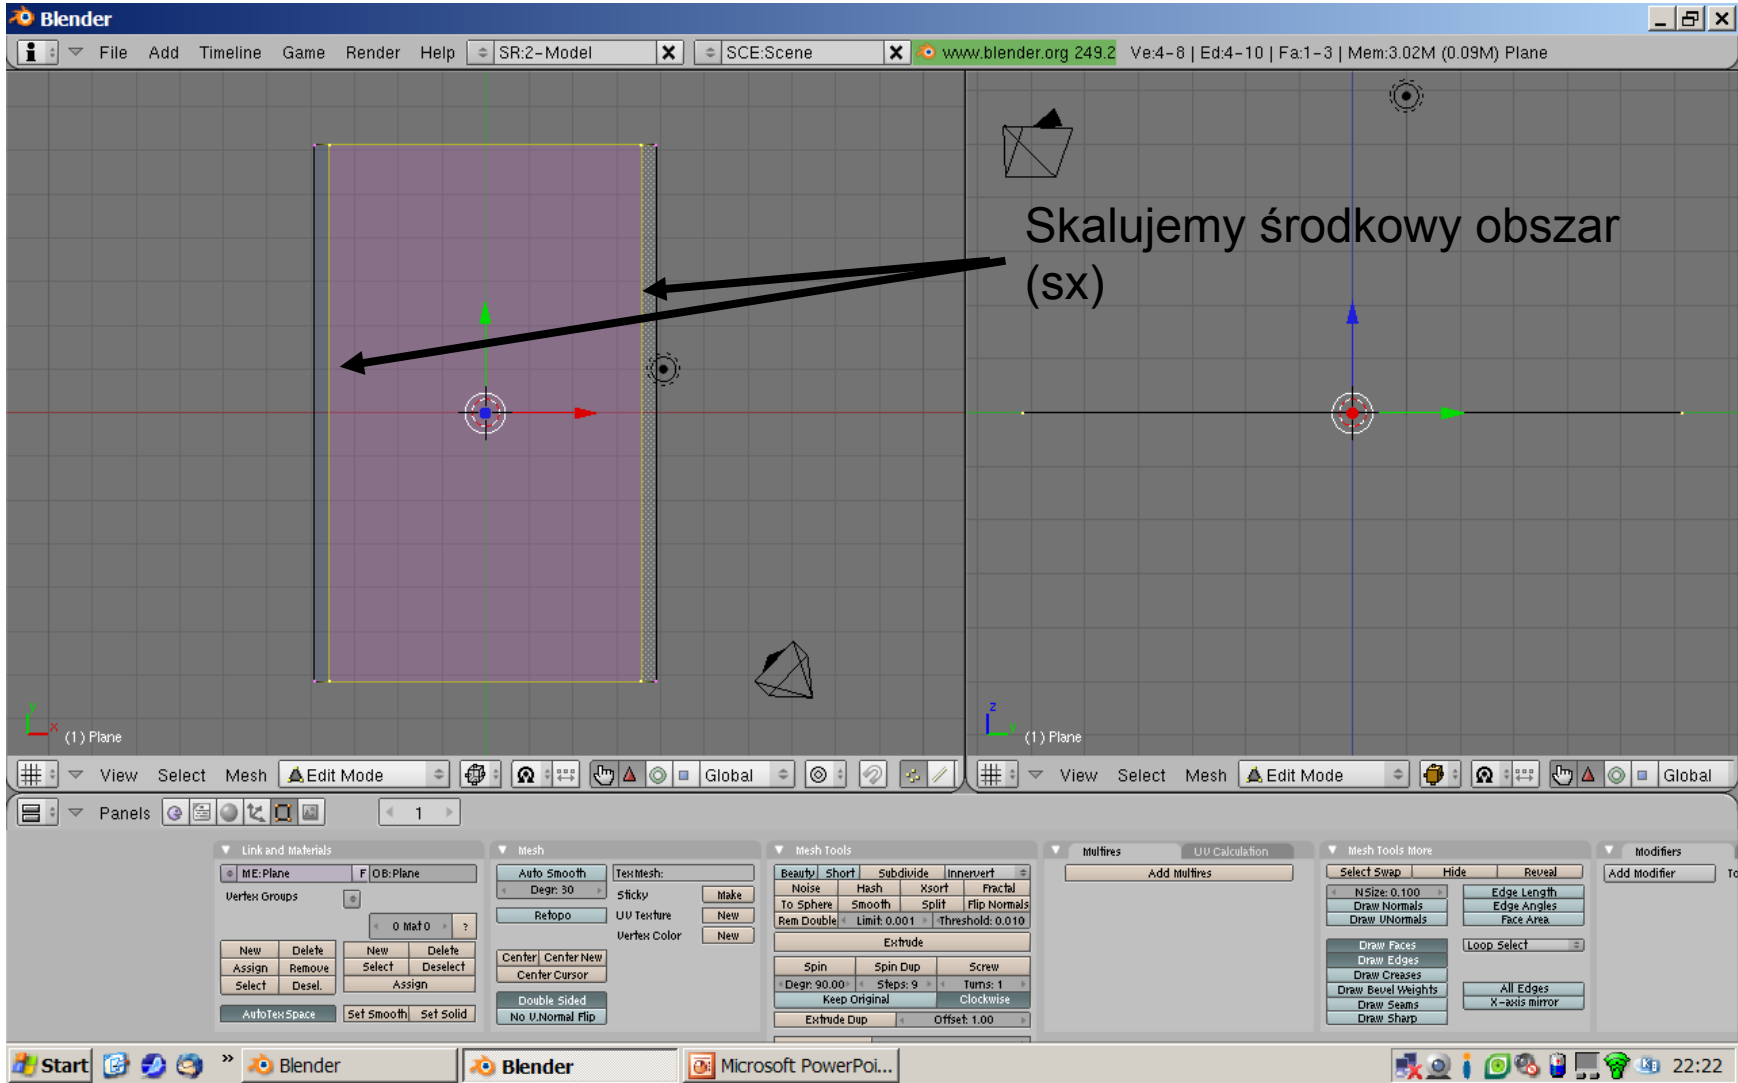 Blender
File Add Timeline Game Render Help SR:2-Model SCE:Scene www.blender.org 249.2 Ve:4-8 | Ed:4-10 | Fa:1-3 | Mem:3.02M (0.09M) Plane
Skalujemy środkowy obszar
(sx)
y
x
(1) Plane
z
y
(1) Plane
View Select Mesh Edit Mode Global
View Select Mesh Edit Mode Global
Panels 1
Link and Materials
ME:Plane F OB:Plane
Vertex Groups
0 Mat 0 ?
New Delete New Delete
Assign Remove Select Deselect
Select Desel. Assign
AutoTexSpace Set Smooth Set Solid
Mesh
Auto Smooth TexMesh:
Degr: 30 Sticky Make
Retopo UV Texture New
Vertex Color New
Center Center New
Center Cursor
Double Sided
No V.Normal Flip
Mesh Tools
Beauty Short Subdivide Innervert
Noise Hash Xsort Fractal
To Sphere Smooth Split Flip Normals
Rem Double Limit: 0.001 Threshold: 0.010
Extrude
Spin Spin Dup Screw
Degr: 90.00 Steps: 9 Turns: 1
Keep Original Clockwise
Extrude Dup Offset: 1.00
Multires UV Calculation
Add Multires
Mesh Tools More
Select Swap Hide Reveal
NSize: 0.100 Edge Length
Draw Normals Edge Angles
Draw VNormals Face Area
Draw Faces Loop Select
Draw Edges
Draw Creases
Draw Bevel Weights All Edges
Draw Seams X-axis mirror
Draw Sharp
Modifiers
Add Modifier To
Start » Blender Blender Microsoft PowerPoi... 22:22